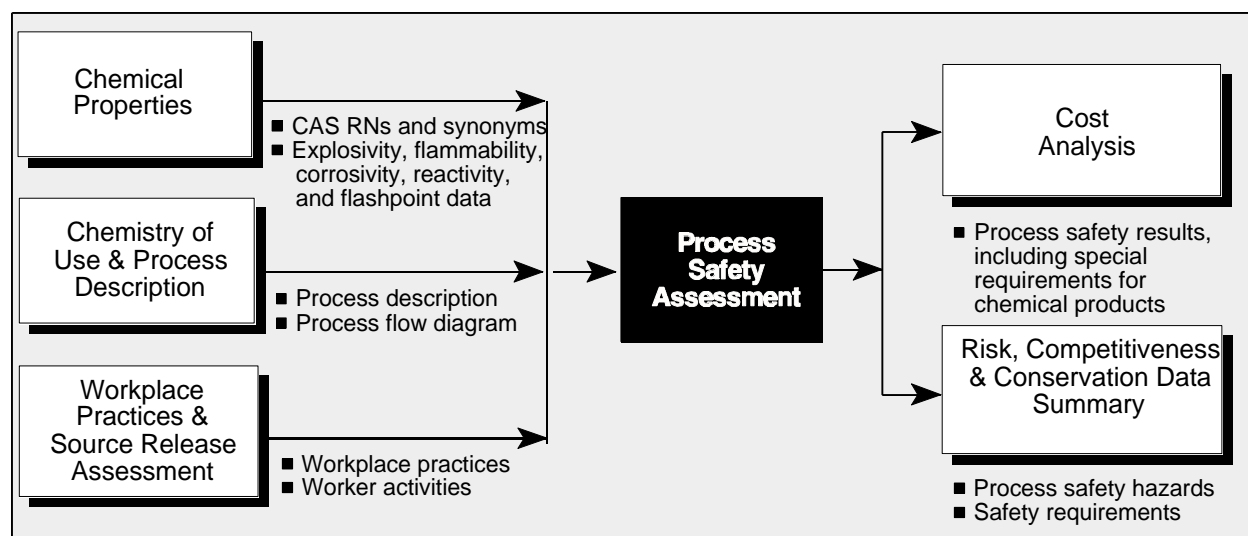 Chemical
Properties
■ CAS RNs and synonyms
■ Explosivity, flammability,
corrosivity, reactivity,
and flashpoint data
Chemistry of
Use & Process
Description
■ Process description
■ Process flow diagram
Workplace
Practices &
Source Release
Assessment
■ Workplace practices
■ Worker activities
Process
Safety
Assessment
Cost
Analysis
■ Process safety results,
including special
requirements for
chemical products
Risk, Competitiveness
& Conservation Data
Summary
■ Process safety hazards
■ Safety requirements